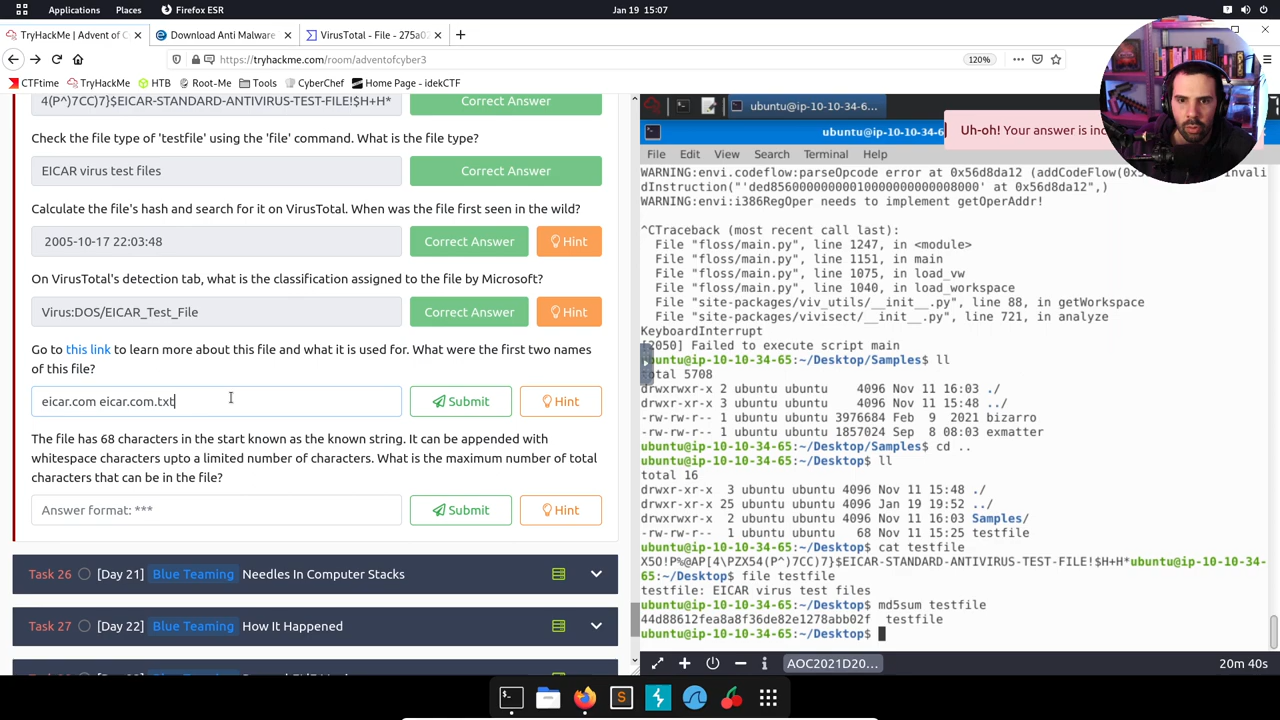 Applications Places Firefox ESR Jan 19 15:07
TryHackMe | Advent of C
Download Anti Malware
VirusTotal - File - 275a0
https://tryhackme.com/room/adventofcyber3
120%
CTFtime TryHackMe HTB Root-Me Tools CyberChef Home Page - idekCTF
4(P^)7CC)7}$EICAR-STANDARD-ANTIVIRUS-TEST-FILE!$H+H*
Correct Answer
Check the file type of 'testfile' using the 'file' command. What is the file type?
EICAR virus test files
Correct Answer
Calculate the file's hash and search for it on VirusTotal. When was the file first seen in the wild?
2005-10-17 22:03:48
Correct Answer
Hint
On VirusTotal's detection tab, what is the classification assigned to the file by Microsoft?
Virus:DOS/EICAR_Test_File
Correct Answer
Hint
Go to this link to learn more about this file and what it is used for. What were the first two names
of this file?
eicar.com eicar.com.txt
Submit
Hint
The file has 68 characters in the start known as the known string. It can be appended with
whitespace characters upto a limited number of characters. What is the maximum number of total
characters that can be in the file?
Answer format: ***
Submit
Hint
Task 26 [Day 21] Blue Teaming Needles In Computer Stacks
Task 27 [Day 22] Blue Teaming How It Happened
ubuntu@ip-10-10-34-6...
ubuntu@ip-10-10-34-6
Uh-oh! Your answer is inc
File Edit View Search Terminal Help
WARNING:envi.codeflow:parseOpcode error at 0x56d8da12 (addCodeFlow(0x5
dInstruction("'ded85600000000010000000000008000' at 0x56d8da12",)
WARNING:envi:i386RegOper needs to implement getOperAddr!
^CTraceback (most recent call last):
File "floss/main.py", line 1247, in <module>
File "floss/main.py", line 1151, in main
File "floss/main.py", line 1075, in load_vw
File "floss/main.py", line 1040, in load_workspace
File "site-packages/viv_utils/__init__.py", line 88, in getWorkspace
File "site-packages/vivisect/__init__.py", line 721, in analyze
KeyboardInterrupt
[2050] Failed to execute script main
ubuntu@ip-10-10-34-65:~/Desktop/Samples$ ll
total 5708
drwxrwxr-x 2 ubuntu ubuntu 4096 Nov 11 16:03 ./
drwxr-xr-x 3 ubuntu ubuntu 4096 Nov 11 15:48 ../
-rw-rw-r-- 1 ubuntu ubuntu 3976684 Feb 9 2021 bizarro
-rw-rw-r-- 1 ubuntu ubuntu 1857024 Sep 8 08:03 exmatter
ubuntu@ip-10-10-34-65:~/Desktop/Samples$ cd ..
ubuntu@ip-10-10-34-65:~/Desktop$ ll
total 16
drwxr-xr-x 3 ubuntu ubuntu 4096 Nov 11 15:48 ./
drwxr-xr-x 25 ubuntu ubuntu 4096 Jan 19 19:52 ../
drwxrwxr-x 2 ubuntu ubuntu 4096 Nov 11 16:03 Samples/
-rw-rw-r-- 1 ubuntu ubuntu 68 Nov 11 15:25 testfile
ubuntu@ip-10-10-34-65:~/Desktop$ cat testfile
X5O!P%@AP[4\PZX54(P^)7CC)7}$EICAR-STANDARD-ANTIVIRUS-TEST-FILE!$H+H*ubuntu@ip-10-10-34-
65:~/Desktop$ file testfile
testfile: EICAR virus test files
ubuntu@ip-10-10-34-65:~/Desktop$ md5sum testfile
44d88612fea8a8f36de82e1278abb02f testfile
ubuntu@ip-10-10-34-65:~/Desktop$
AOC2021D20...
20m 40s